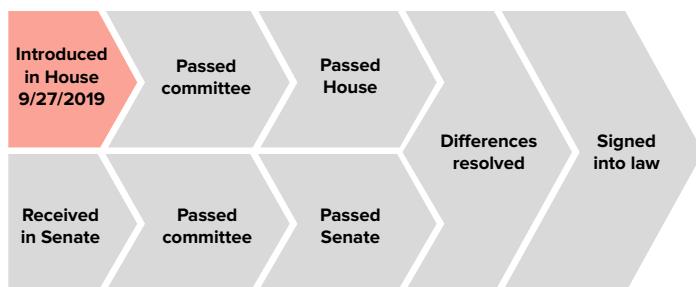 Introduced
in House
9/27/2019
Passed
committee
Passed
House
Differences
resolved
Signed
into law
Received
in Senate
Passed
committee
Passed
Senate